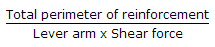 Total perimeter of reinforcement
Lever arm x Shear force